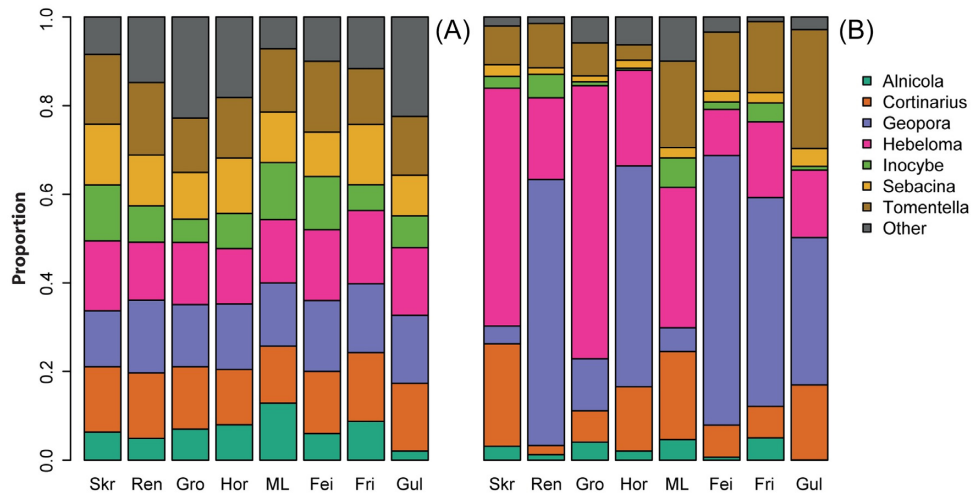 (A)
(B)
Proportion
1.0
0.8
0.6
0.4
0.2
0.0
Skr Ren Gro Hor ML Fei Fri Gul
Skr Ren Gro Hor ML Fei Fri Gul
Alnicola
Cortinarius
Geopora
Hebeloma
Inocybe
Sebacina
Tomentella
Other